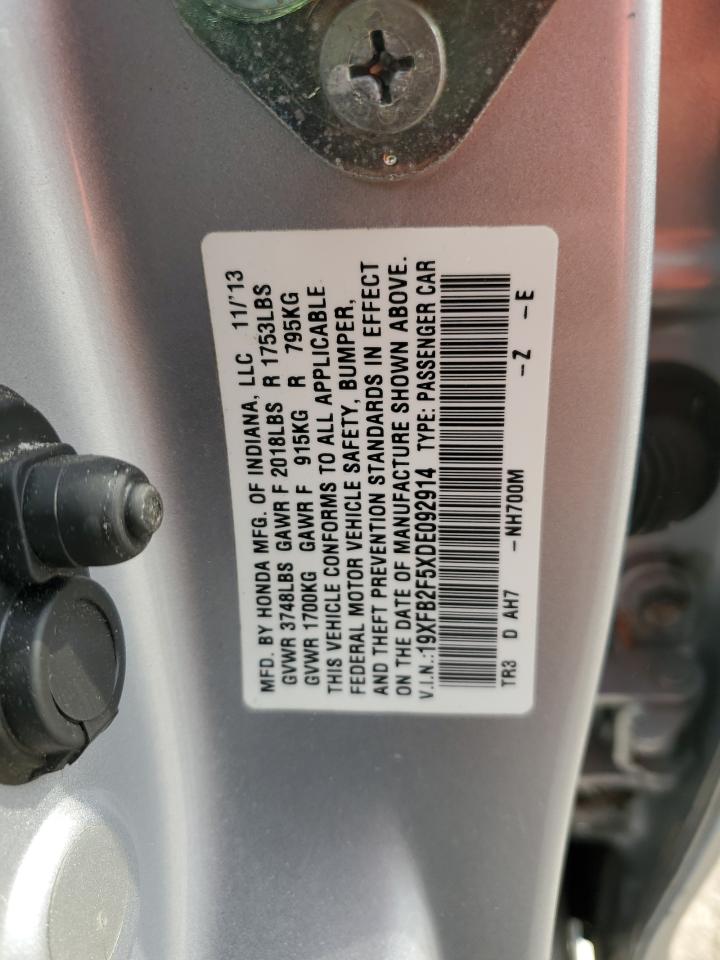 MFD. BY HONDA MFG. OF INDIANA, LLC 11/'13
GVWR 3748LBS GAWR F 2018LBS R 1753LBS
GVWR 1700KG GAWR F 915KG R 795KG
THIS VEHICLE CONFORMS TO ALL APPLICABLE
FEDERAL MOTOR VEHICLE SAFETY, BUMPER,
AND THEFT PREVENTION STANDARDS IN EFFECT
ON THE DATE OF MANUFACTURE SHOWN ABOVE.
V.I.N.:19XFB2F5XDE092914 TYPE: PASSENGER CAR
TR3 D AH7 -NH700M -Z -E